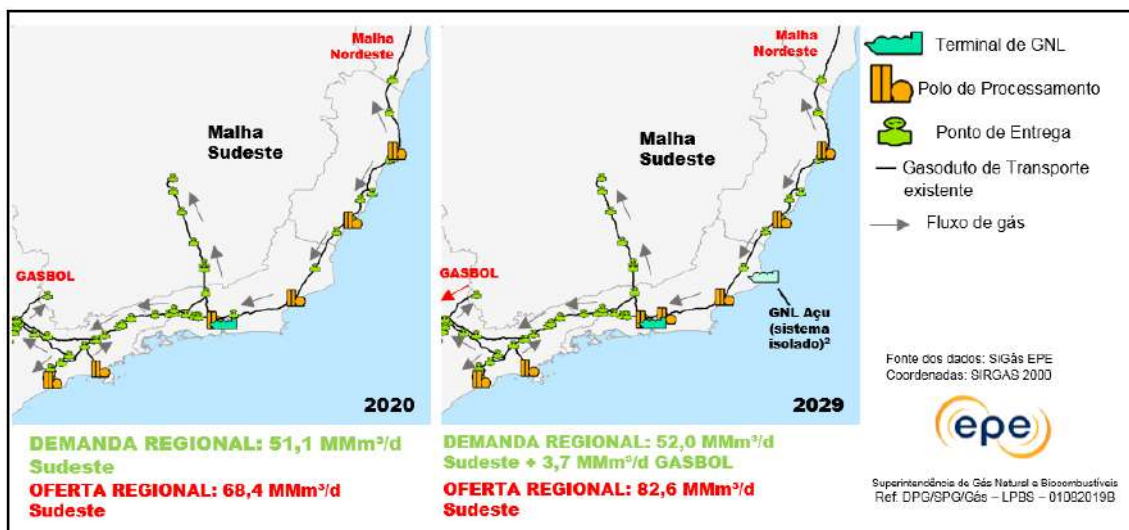 Malha
Nordeste
Malha
Sudeste
GASBOL
2020
DEMANDA REGIONAL: 51,1 MMm³/d
Sudeste
OFERTA REGIONAL: 68,4 MMm³/d
Sudeste
Malha
Nordeste
Malha
Sudeste
GASBOL
GNL Açu
(sistema
isolado)²
2029
DEMANDA REGIONAL: 52,0 MMm³/d
Sudeste + 3,7 MMm³/d GASBOL
OFERTA REGIONAL: 82,6 MMm³/d
Sudeste
Terminal de GNL
Polo de Processamento
Ponto de Entrega
Gasoduto de Transporte
existente
Fluxo de gás
Fonte dos dados: SIGás EPE
Coordenadas: SIRGAS 2000
epe
Superintendência de Gás Natural e Biocombustíveis
Ref. DPG/SPG/Gás – LPBS – 01082019B